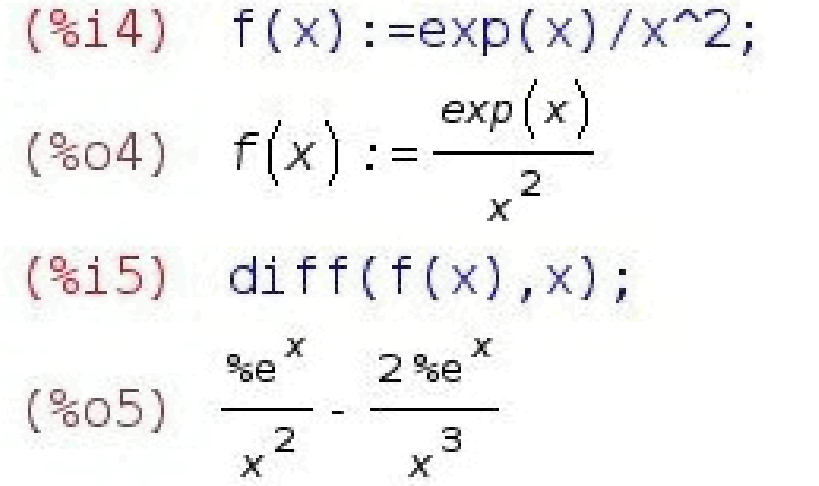 (%i4) f(x):=exp(x)/x^2;
(%o4) f(x):=exp(x)/x^2
(%i5) diff(f(x),x);
(%o5) %e^x/x^2 - 2 %e^x/x^3